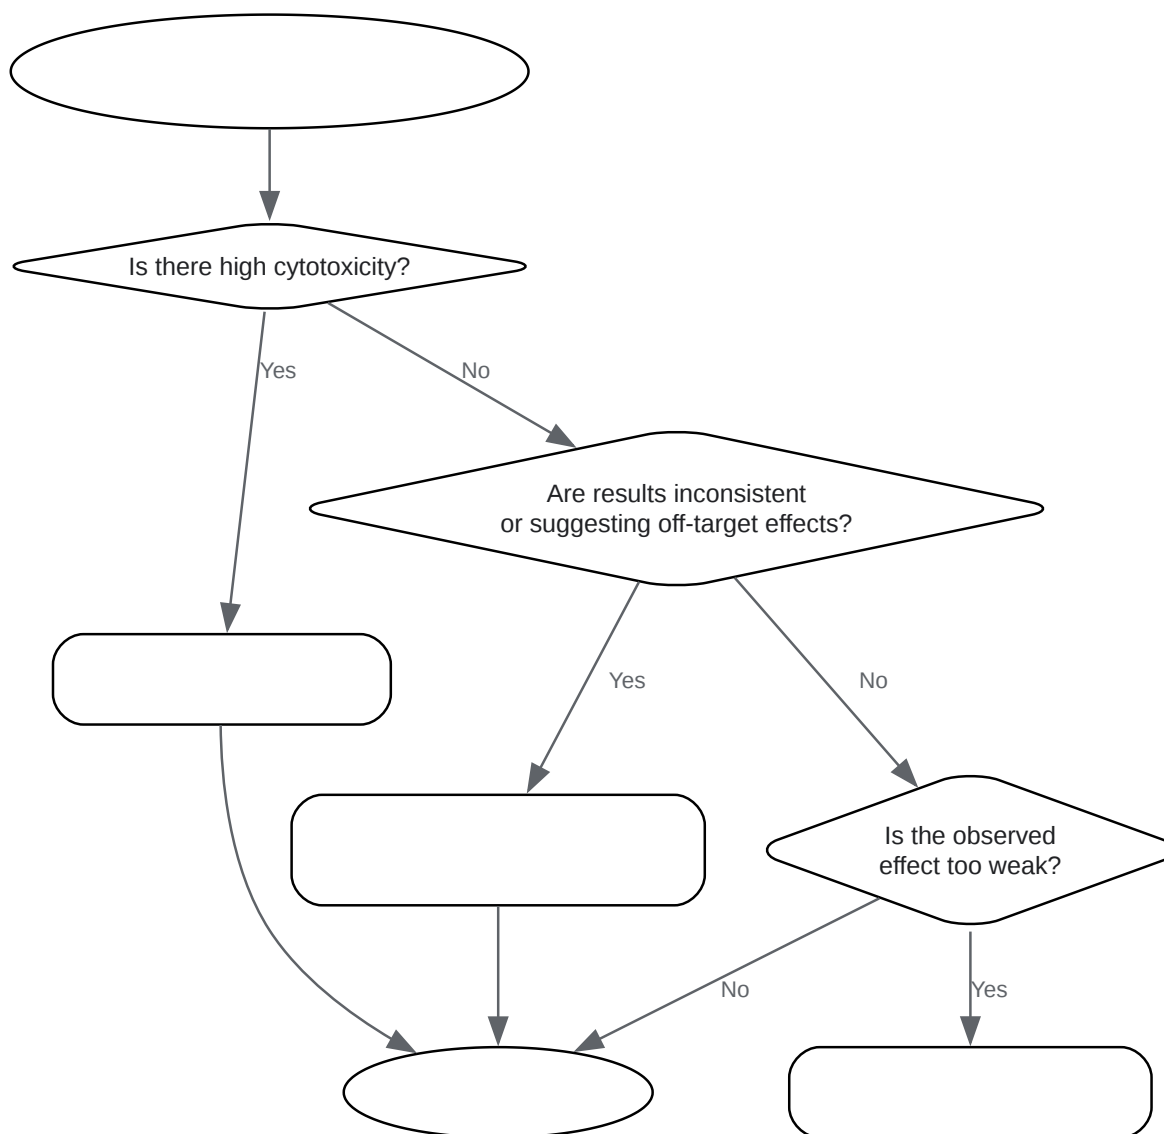 Is there high cytotoxicity?
Yes
No
Are results inconsistent
or suggesting off-target effects?
Yes
No
Is the observed
effect too weak?
No
Yes